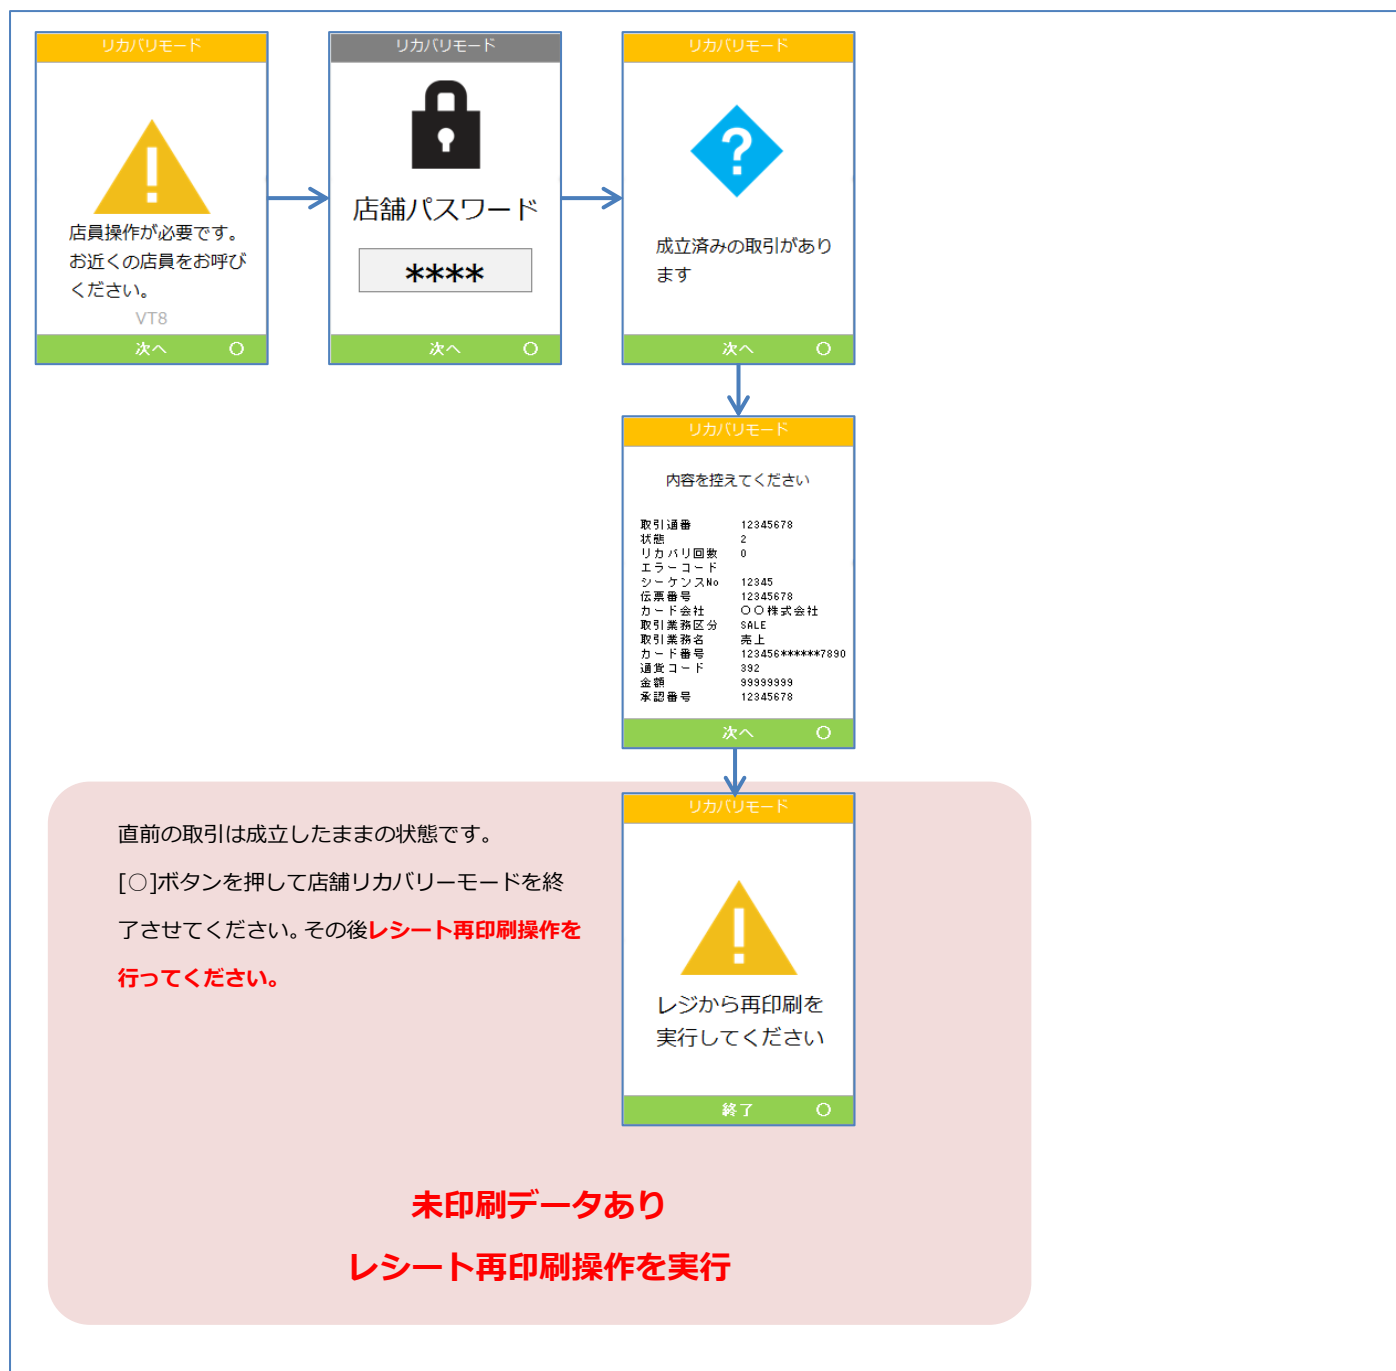 リカバリモード
店員操作が必要です。
お近くの店員をお呼び
ください。
VT8
次へ ○
リカバリモード
店舗パスワード
****
次へ ○
リカバリモード
成立済みの取引があり
ます
次へ ○
リカバリモード
内容を控えてください
取引通番 12345678
状態 2
リカバリ回数 0
エラーコード
シーケンスNo 12345
伝票番号 12345678
カード会社 〇〇株式会社
取引業務区分 SALE
取引業務名 売上
カード番号 123456******7890
通貨コード 392
金額 99999999
承認番号 12345678
次へ ○
直前の取引は成立したままの状態です。
[○]ボタンを押して店舗リカバリーモードを終
了させてください。その後レシート再印刷操作を
行ってください。
リカバリモード
レジから再印刷を
実行してください
終了 ○
未印刷データあり
レシート再印刷操作を実行